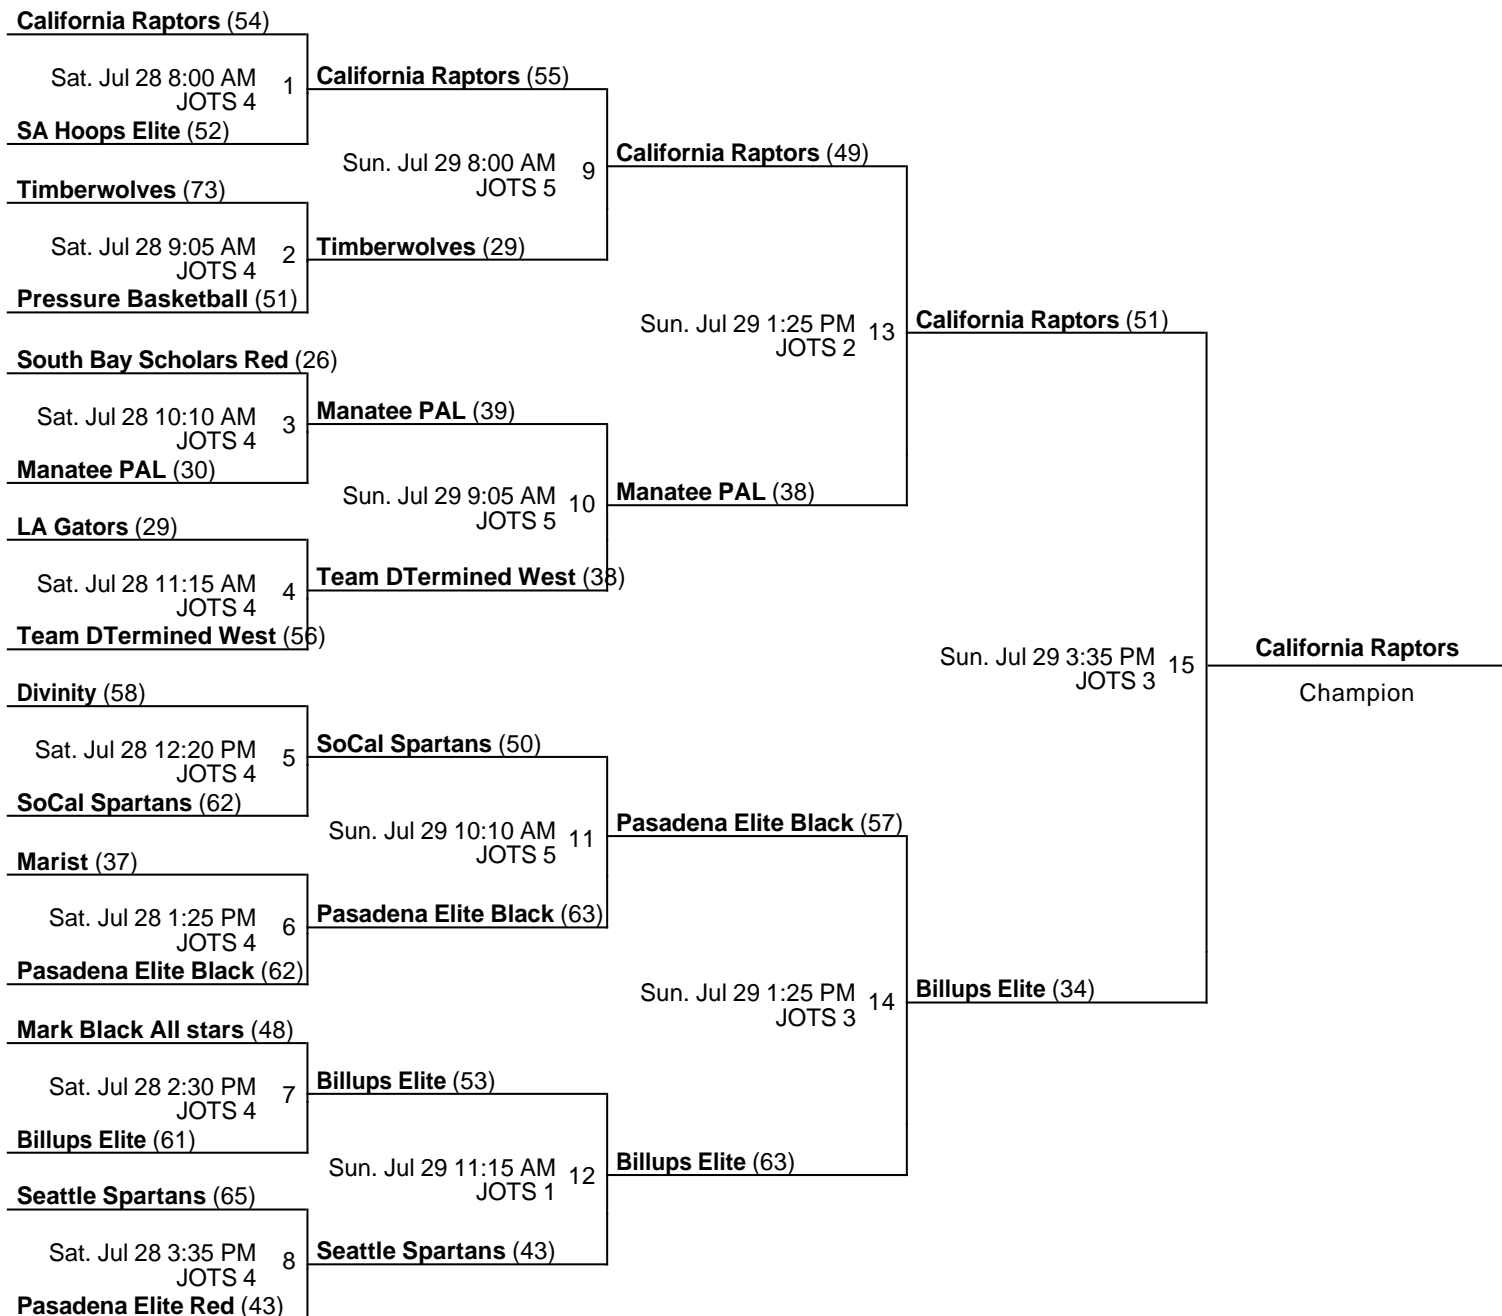 California Raptors (54)
Sat. Jul 28 8:00 AM
JOTS 4
1
SA Hoops Elite (52)
Timberwolves (73)
Sat. Jul 28 9:05 AM
JOTS 4
2
Pressure Basketball (51)
South Bay Scholars Red (26)
Sat. Jul 28 10:10 AM
JOTS 4
3
Manatee PAL (30)
LA Gators (29)
Sat. Jul 28 11:15 AM
JOTS 4
4
Team DTermined West (56)
Divinity (58)
Sat. Jul 28 12:20 PM
JOTS 4
5
SoCal Spartans (62)
Marist (37)
Sat. Jul 28 1:25 PM
JOTS 4
6
Pasadena Elite Black (62)
Mark Black All stars (48)
Sat. Jul 28 2:30 PM
JOTS 4
7
Billups Elite (61)
Seattle Spartans (65)
Sat. Jul 28 3:35 PM
JOTS 4
8
Pasadena Elite Red (43)
California Raptors (55)
Sun. Jul 29 8:00 AM
JOTS 5
9
Timberwolves (29)
Manatee PAL (39)
Sun. Jul 29 9:05 AM
JOTS 5
10
Team DTermined West (38)
SoCal Spartans (50)
Sun. Jul 29 10:10 AM
JOTS 5
11
Pasadena Elite Black (63)
Billups Elite (53)
Sun. Jul 29 11:15 AM
JOTS 1
12
Seattle Spartans (43)
California Raptors (49)
Sun. Jul 29 1:25 PM
JOTS 2
13
Manatee PAL (38)
Pasadena Elite Black (57)
Sun. Jul 29 1:25 PM
JOTS 3
14
Billups Elite (63)
California Raptors (51)
Sun. Jul 29 3:35 PM
JOTS 3
15
Billups Elite (34)
California Raptors
Champion